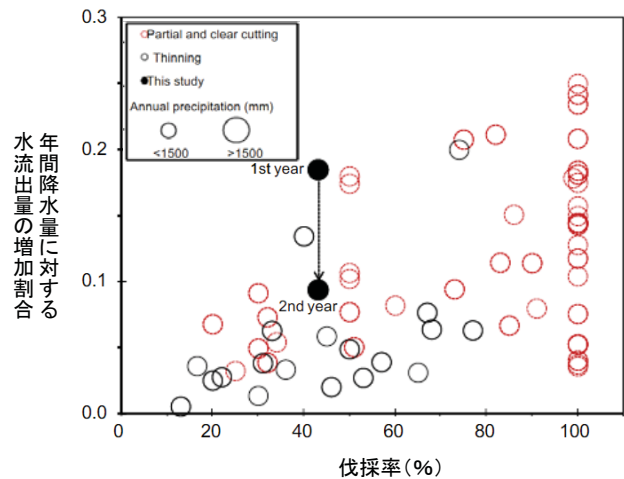 0.3
0.2
0.1
0.0
0
20
40
60
80
100
Partial and clear cutting
Thinning
This study
Annual precipitation (mm)
<1500
>1500
1st year
2nd year
年間降水量に対する
水流出量の増加割合
伐採率(%)